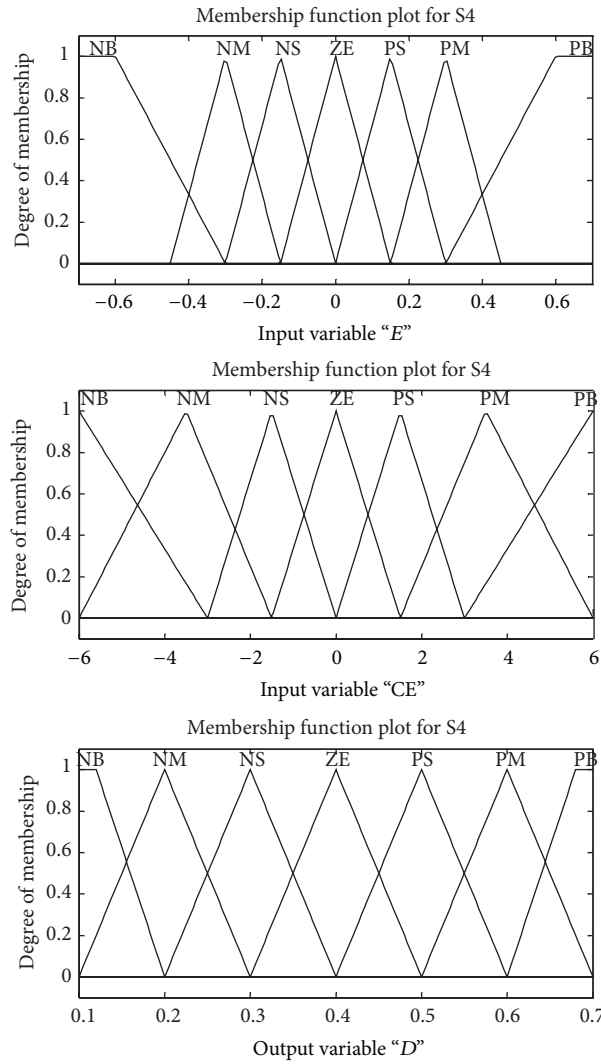 Membership function plot for S4
NB NM NS ZE PS PM PB
1
0.8
0.6
0.4
0.2
0
Degree of membership
−0.6 −0.4 −0.2 0 0.2 0.4 0.6
Input variable “E”
Membership function plot for S4
NB NM NS ZE PS PM PB
1
0.8
0.6
0.4
0.2
0
Degree of membership
−6 −4 −2 0 2 4 6
Input variable “CE”
Membership function plot for S4
NB NM NS ZE PS PM PB
1
0.8
0.6
0.4
0.2
0
Degree of membership
0.1 0.2 0.3 0.4 0.5 0.6 0.7
Output variable “D”